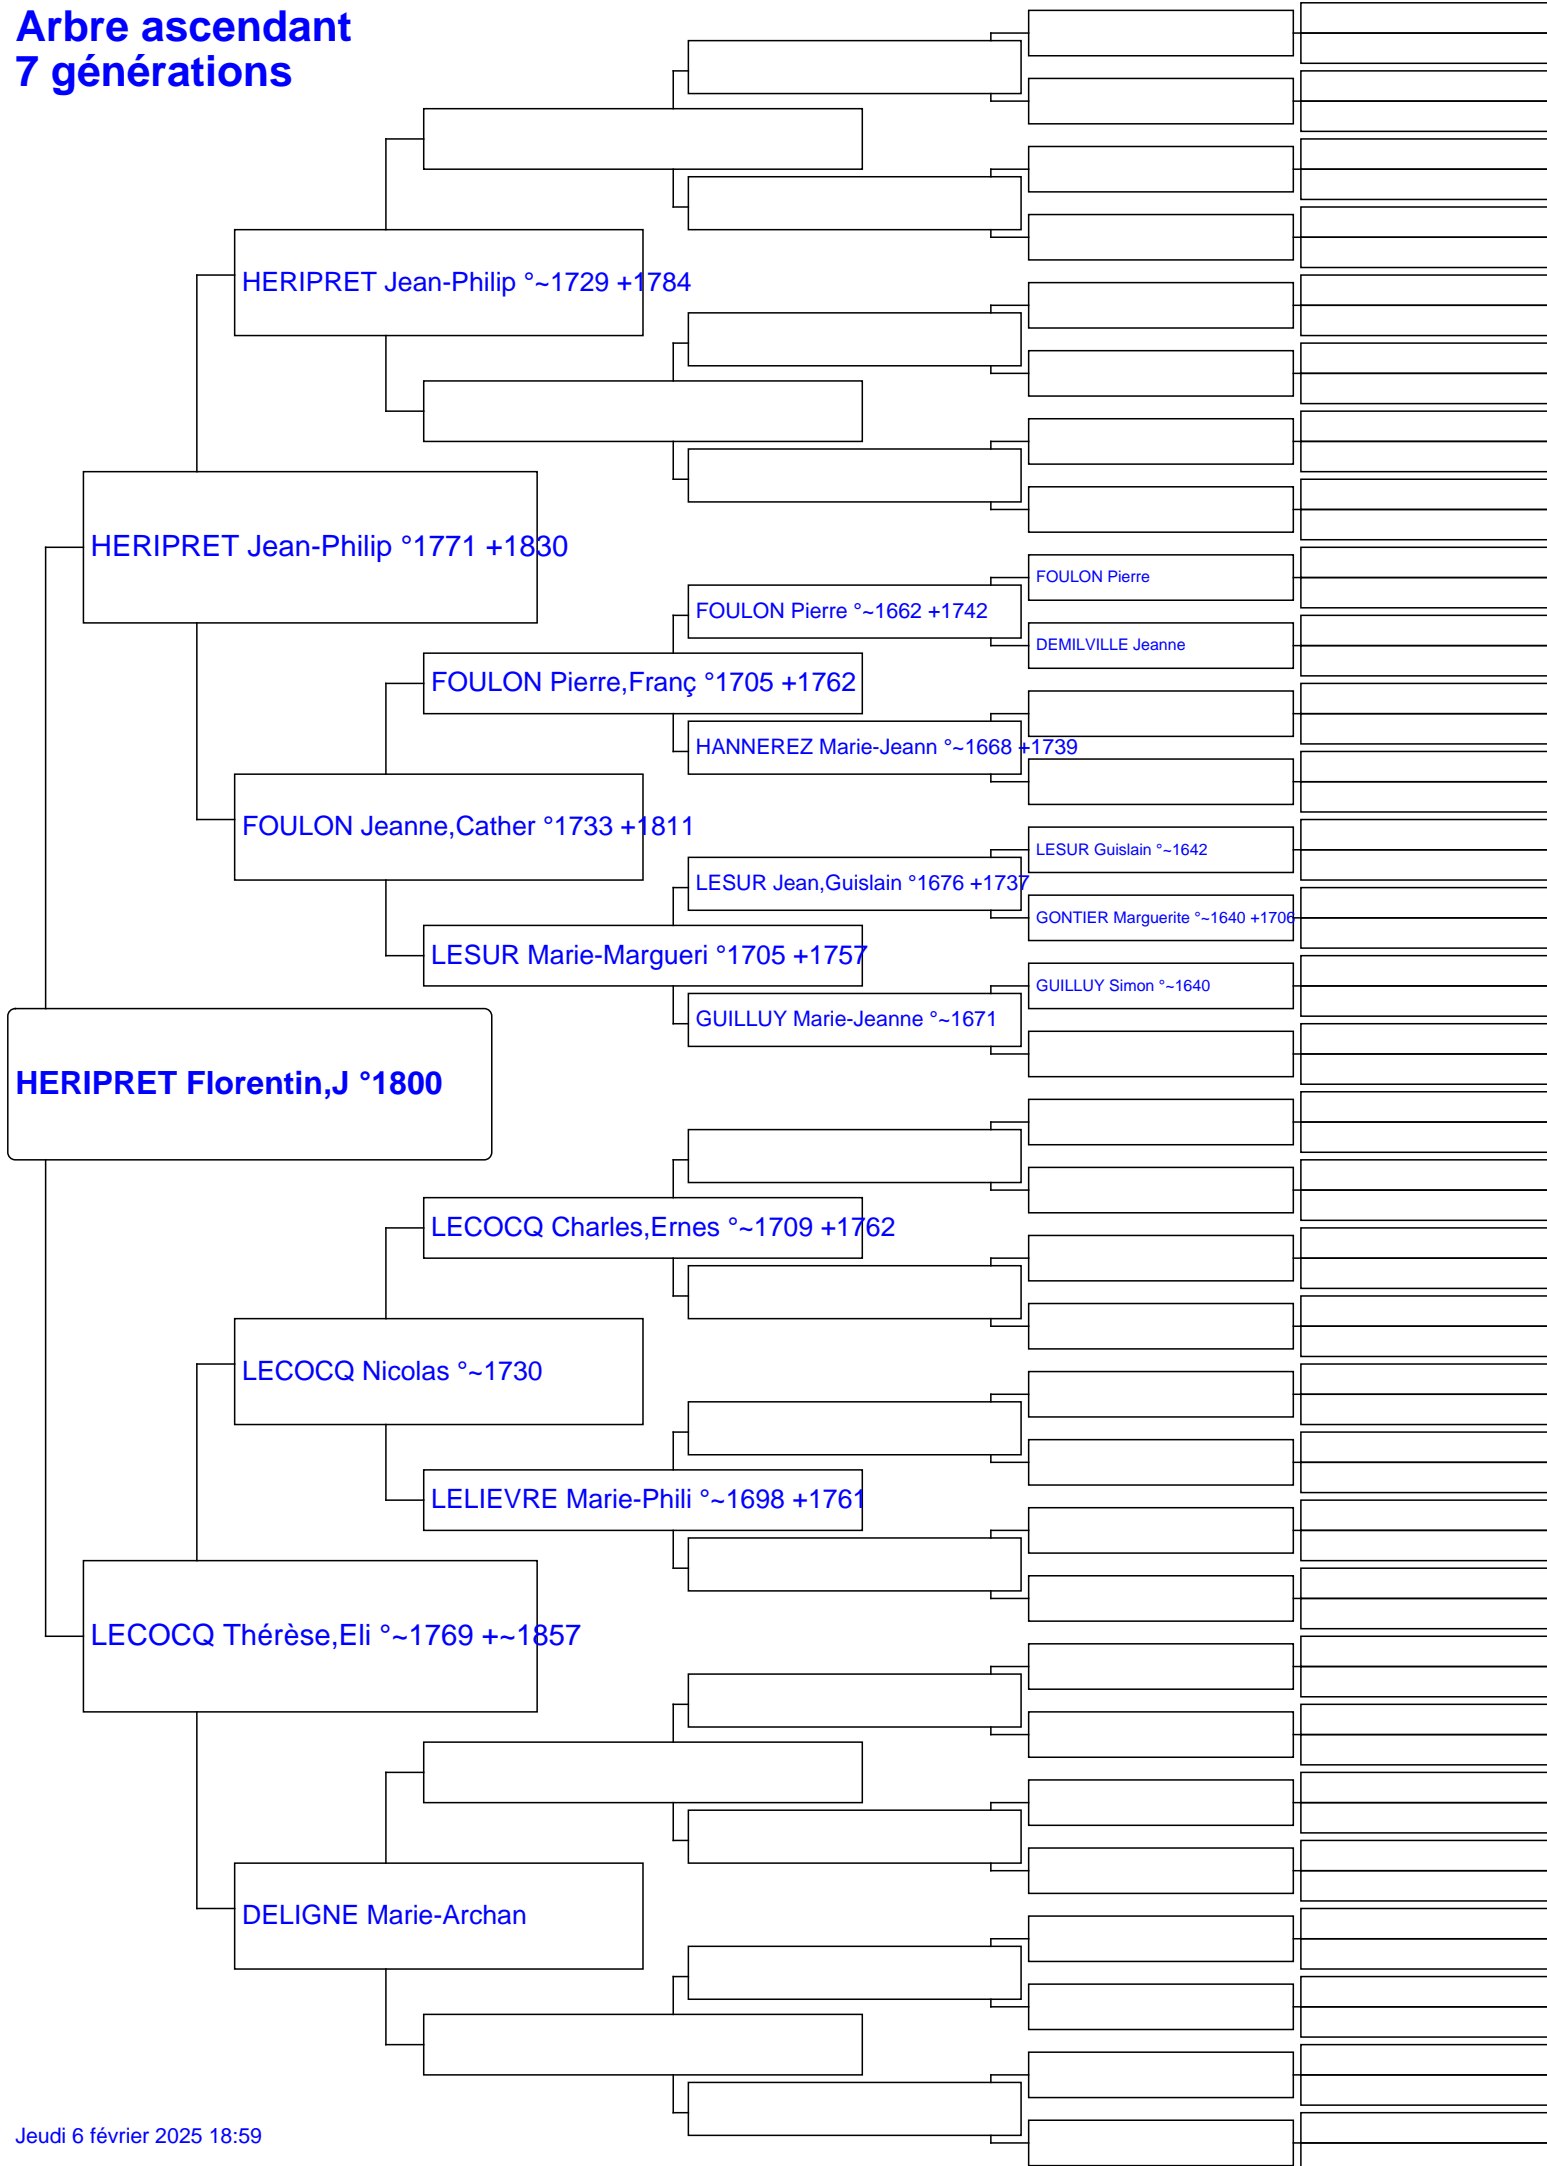 Arbre ascendant
7 générations
HERIPRET Jean-Philip °~1729 +1784
HERIPRET Jean-Philip °1771 +1830
FOULON Pierre
FOULON Pierre °~1662 +1742
DEMILVILLE Jeanne
FOULON Pierre,Franç °1705 +1762
HANNEREZ Marie-Jeann °~1668 +1739
FOULON Jeanne,Cather °1733 +1811
LESUR Guislain °~1642
LESUR Jean,Guislain °1676 +1737
GONTIER Marguerite °~1640 +1706
LESUR Marie-Margueri °1705 +1757
GUILLUY Simon °~1640
GUILLUY Marie-Jeanne °~1671
HERIPRET Florentin,J °1800
LECOCQ Charles,Ernes °~1709 +1762
LECOCQ Nicolas °~1730
LELIEVRE Marie-Phili °~1698 +1761
LECOCQ Thérèse,Eli °~1769 +~1857
DELIGNE Marie-Archan
Jeudi 6 février 2025 18:59